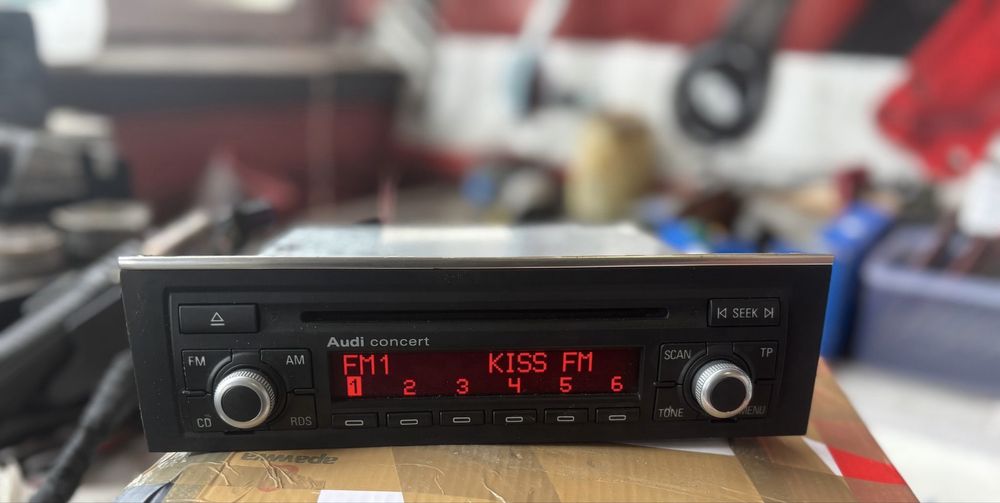 SEEK
Audi concert
FM AM
FM1 KISS FM
SCAN TP
1 2 3 4 5 6
CD RDS
TONE MENU
apawn